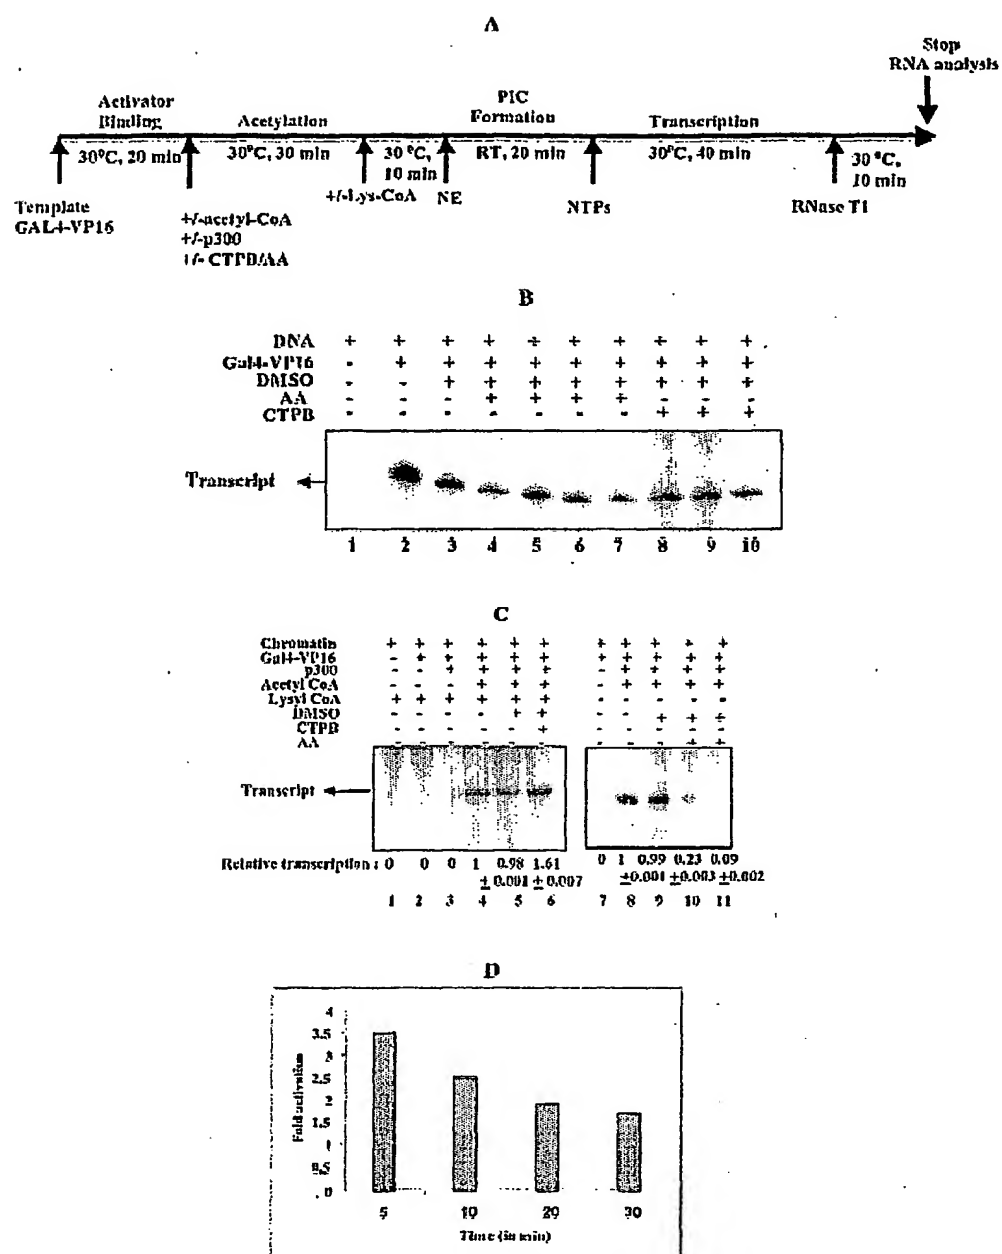 A
Stop
RNA analysis
Activator
Binding
Acetylation
PIC
Formation
Transcription
30⁰C, 20 min
30⁰C, 30 min
30 ⁰C,
10 min
RT, 20 min
30⁰C, 40 min
30 ⁰C,
10 min
Template
GAL4-VP16
+/-acetyl-CoA
+/-p300
+/- CTPB/AA
+/-Lys-CoA
NE
NTPs
RNase T1
B
DNA + + + + + + + + + +
Gal4-VP16 - + + + + + + + + +
DMSO - - + + + + + + + +
AA - - - + + + + - - -
CTPB - - - - - - - + + +
Transcript
1 2 3 4 5 6 7 8 9 10
C
Chromatin + + + + + + + + + + +
Gal4-VP16 - + + + + + + + + + +
p300 - - + + + + - + + + +
Acetyl CoA - - - + + + - + + + +
Lysyl CoA + + + + + + - - - - -
DMSO - - - - + + - - + + +
CTPB - - - - - + - - - - -
AA - - - - - - - - - + +
Transcript
Relative transcription : 0 0 0 1 0.98 1.61 0 1 0.99 0.23 0.09
± 0.001 ± 0.007 ±0.001 ±0.003 ±0.002
1 2 3 4 5 6 7 8 9 10 11
D
Fold activation
4
3.5
3
2.5
2
1.5
1
0.5
0
5 10 20 30
Time (in min)